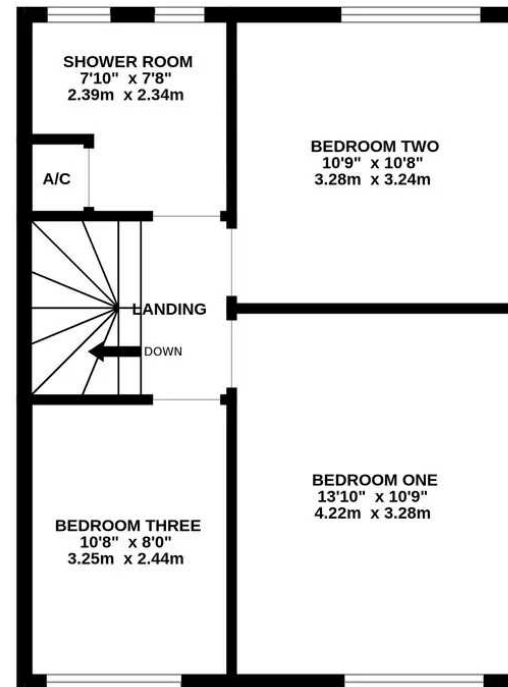 SHOWER ROOM
7'10" x 7'8"
2.39m x 2.34m
BEDROOM TWO
10'9" x 10'8"
3.28m x 3.24m
A/C
LANDING
DOWN
BEDROOM ONE
13'10" x 10'9"
4.22m x 3.28m
BEDROOM THREE
10'8" x 8'0"
3.25m x 2.44m